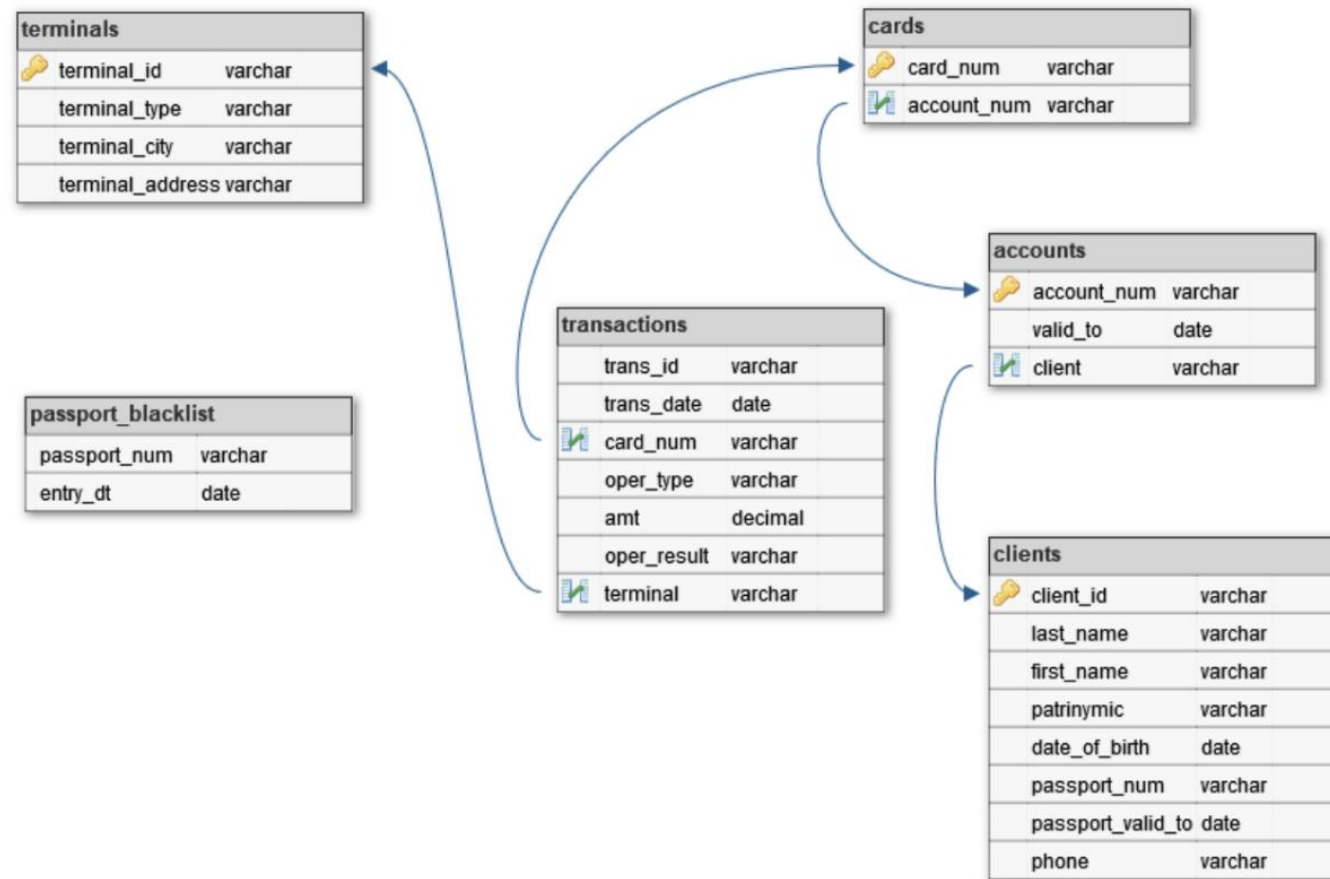 terminals
terminal_id varchar
terminal_type varchar
terminal_city varchar
terminal_address varchar
cards
card_num varchar
account_num varchar
accounts
account_num varchar
valid_to date
client varchar
transactions
trans_id varchar
trans_date date
card_num varchar
oper_type varchar
amt decimal
oper_result varchar
terminal varchar
passport_blacklist
passport_num varchar
entry_dt date
clients
client_id varchar
last_name varchar
first_name varchar
patrinymic varchar
date_of_birth date
passport_num varchar
passport_valid_to date
phone varchar